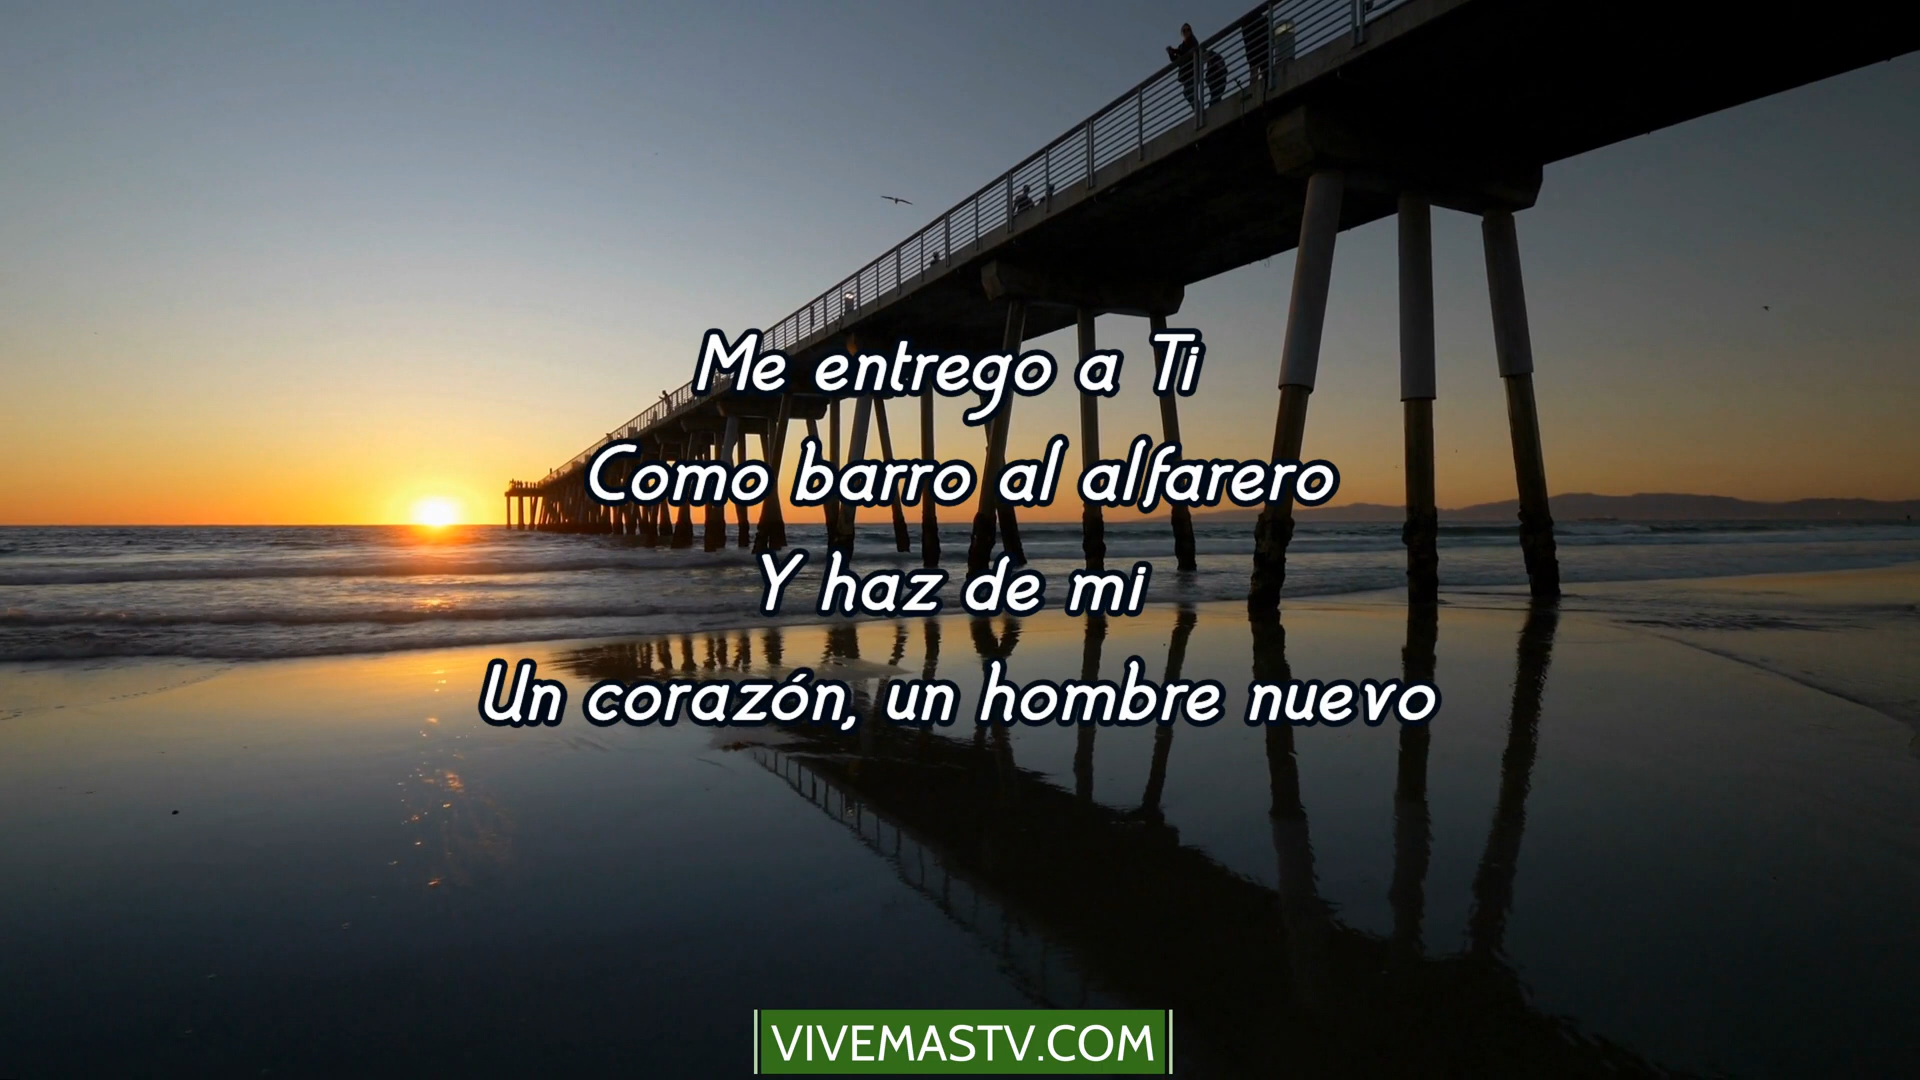 Me entrego a Ti
Como barro al alfarero
Y haz de mi
Un corazón, un hombre nuevo
VIVEMASTV.COM